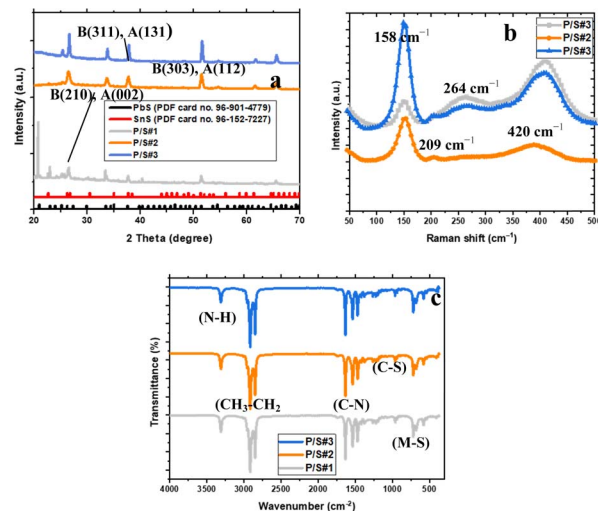 B(311), A(131)
B(303), A(112)
a
B(210), A(002)
PbS (PDF card no. 96-901-4779)
SnS (PDF card no. 96-152-7227)
P/S#1
P/S#2
P/S#3
Intensity (a.u.)
20 30 40 50 60 70
2 Theta (degree)
b
P/S#3
P/S#2
P/S#3
158 cm⁻¹
264 cm⁻¹
209 cm⁻¹
420 cm⁻¹
Intensity (a.u.)
50 100 150 200 250 300 350 400 450 500
Raman shift (cm⁻¹)
c
(N-H)
(C-S)
(CH₃-CH₂
(C-N)
(M-S)
P/S#3
P/S#2
P/S#1
Transmittance (%)
4000 3500 3000 2500 2000 1500 1000 500
Wavenumber (cm⁻²)